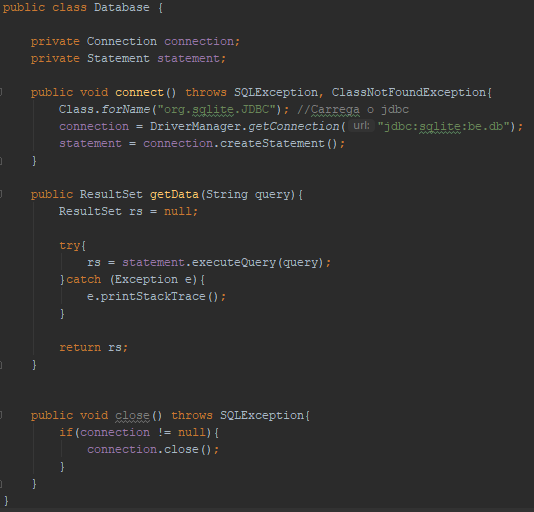 public class Database {
private Connection connection;
private Statement statement;
public void connect() throws SQLException, ClassNotFoundException{
Class.forName("org.sqlite.JDBC"); //Carrega o jdbc
connection = DriverManager.getConnection( url: "jdbc:sqlite:be.db");
statement = connection.createStatement();
}
public ResultSet getData(String query){
ResultSet rs = null;
try{
rs = statement.executeQuery(query);
}catch (Exception e){
e.printStackTrace();
}
return rs;
}
public void close() throws SQLException{
if(connection != null){
connection.close();
}
}
}